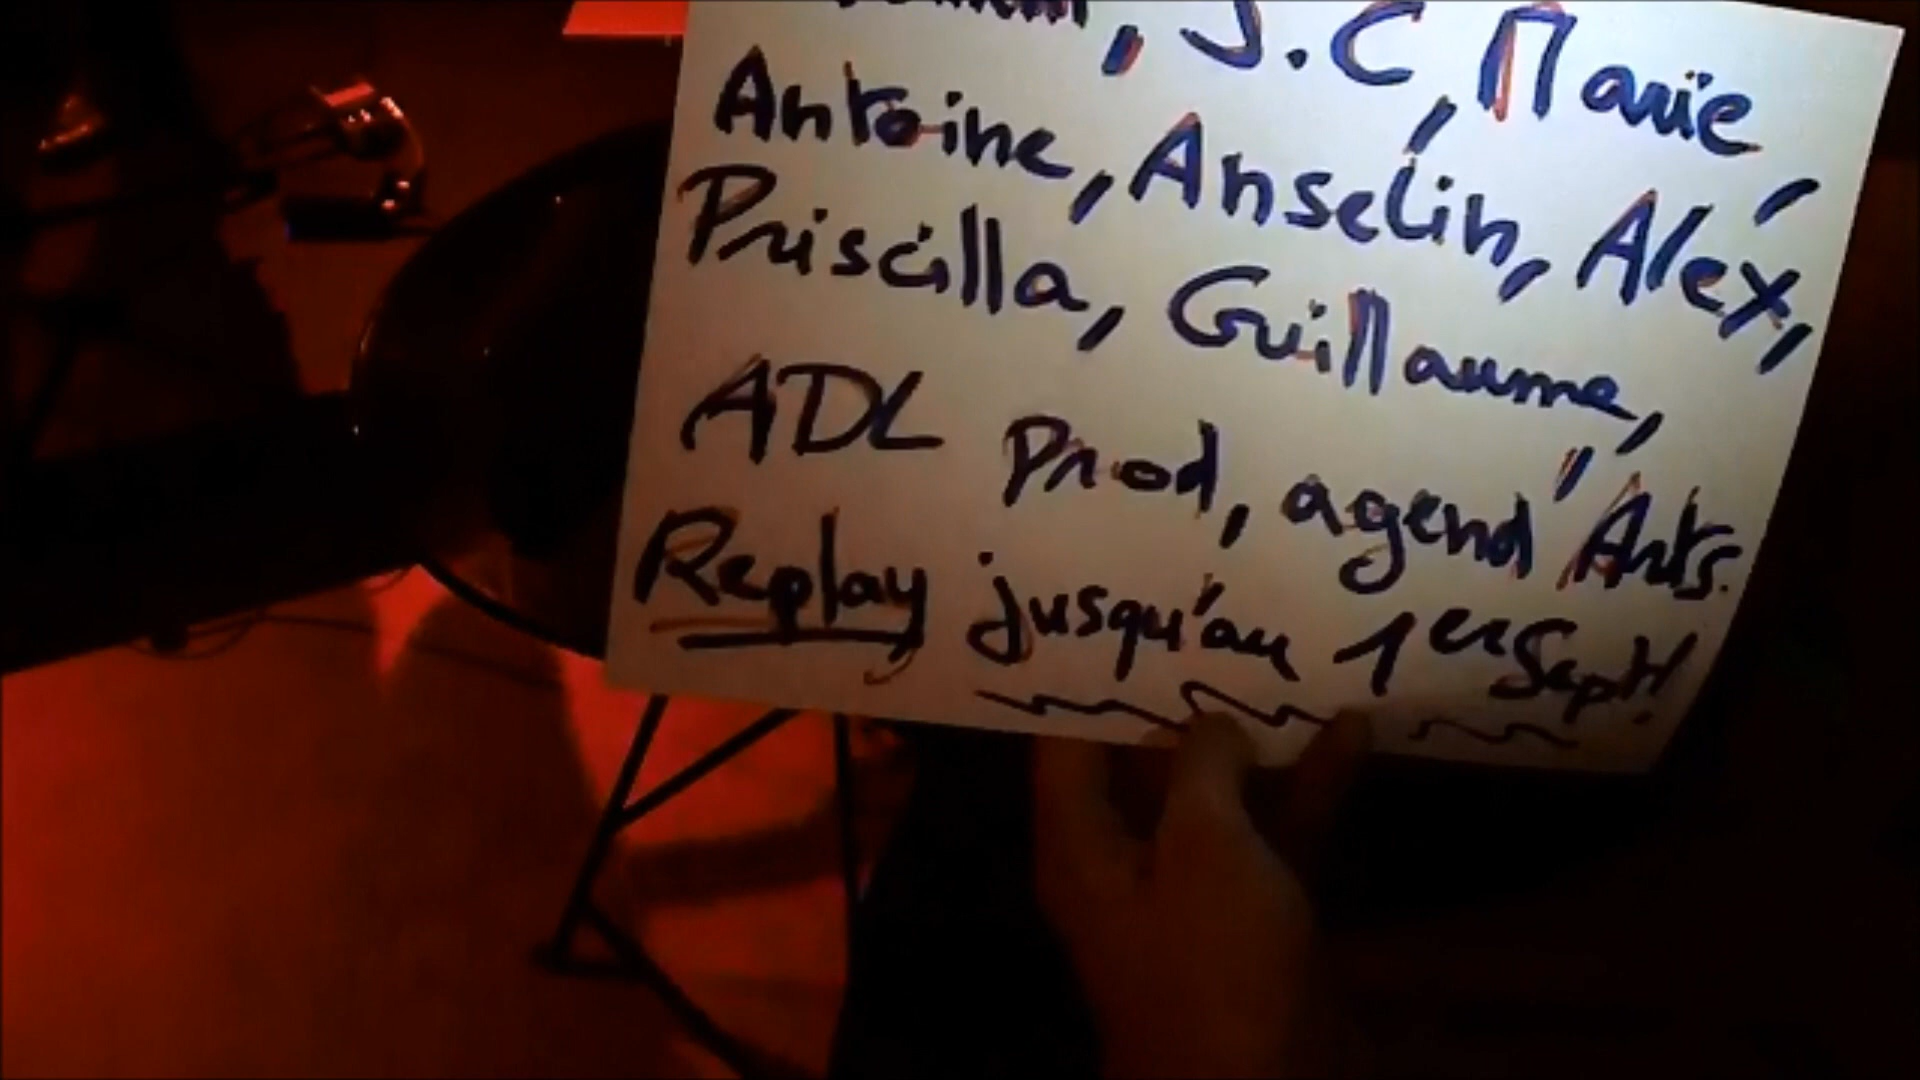 , J.C, Marie,
Antoine, Anselin, Alex,
Priscilla, Guillaume,
ADL Prod, agend'Arts.
Replay jusqu'au 1er Sept!